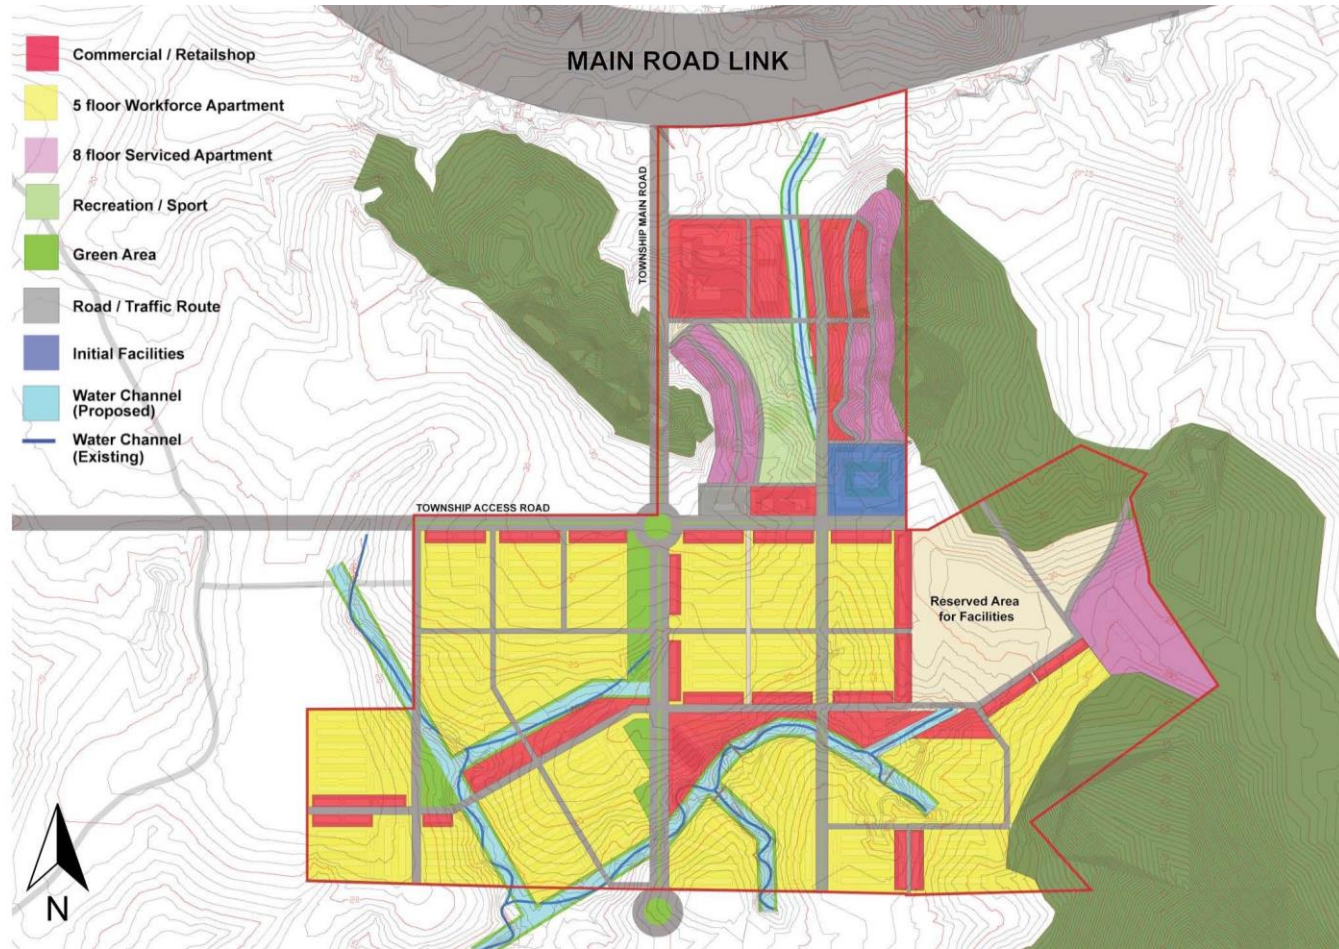 MAIN ROAD LINK
Commercial / Retailshop
5 floor Workforce Apartment
8 floor Serviced Apartment
Recreation / Sport
Green Area
Road / Traffic Route
Initial Facilities
Water Channel
(Proposed)
Water Channel
(Existing)
TOWNSHIP MAIN ROAD
TOWNSHIP ACCESS ROAD
Reserved Area
for Facilities
N